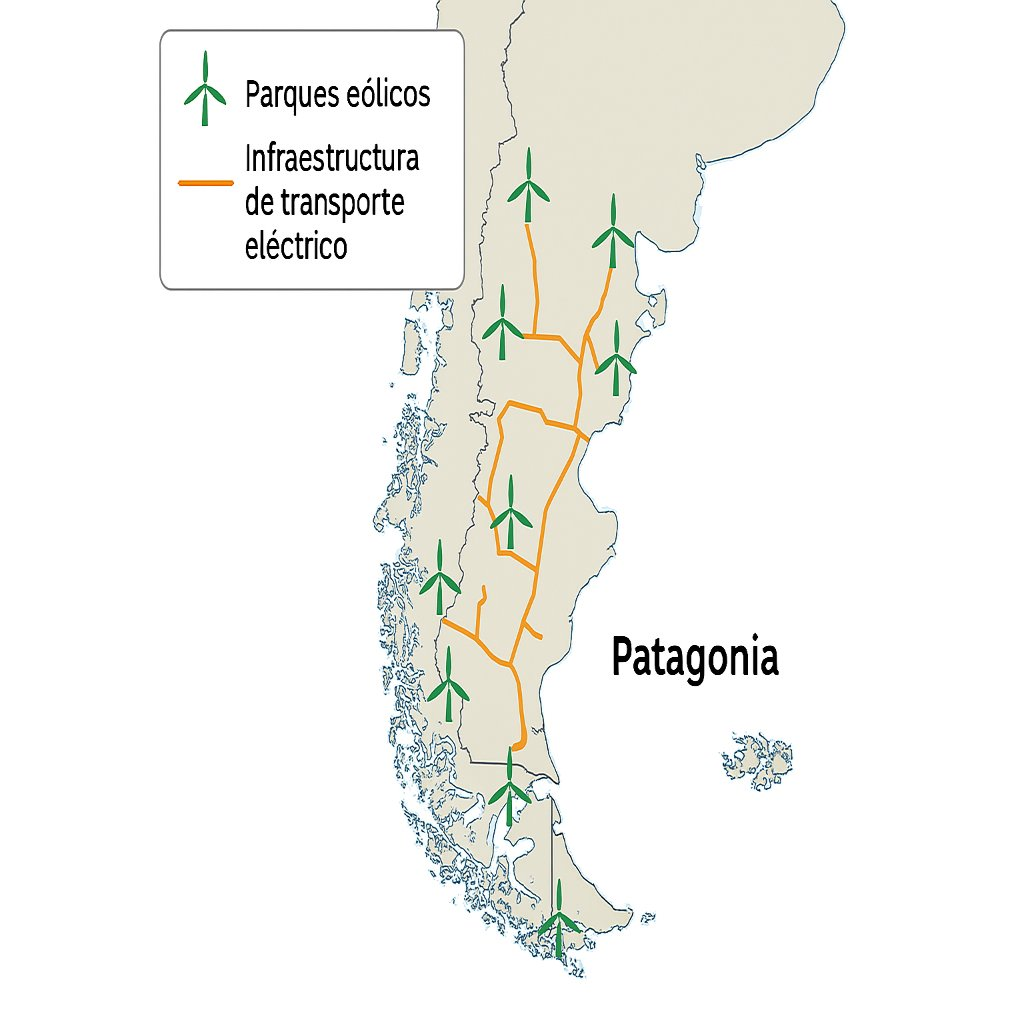 Parques eólicos
Infraestructura
de transporte
eléctrico
Patagonia